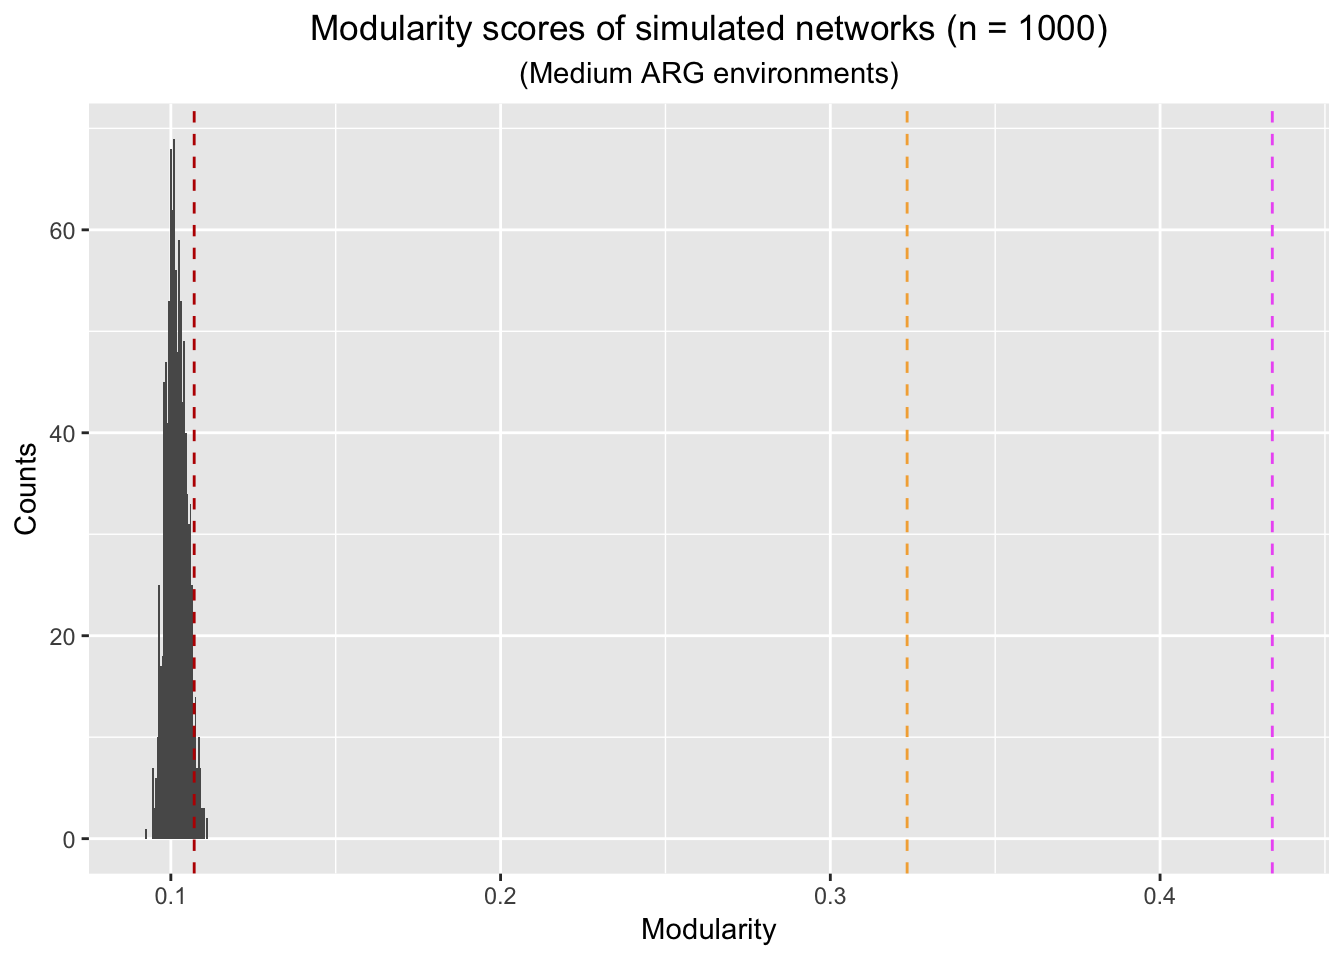 Modularity scores of simulated networks (n = 1000)
(Medium ARG environments)
60
40
20
0
Counts
0.1 0.2 0.3 0.4
Modularity